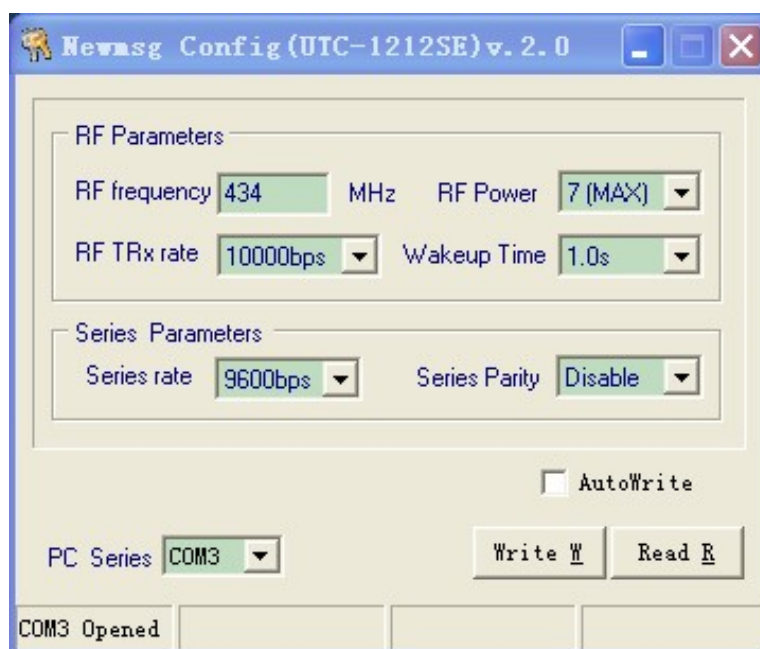 Newmsg Config(UTC-1212SE)v.2.0
RF Parameters
RF frequency 434 MHz RF Power 7 (MAX)
RF TRx rate 10000bps Wakeup Time 1.0s
Series Parameters
Series rate 9600bps Series Parity Disable
AutoWrite
PC Series COM3 Write W Read R
COM3 Opened